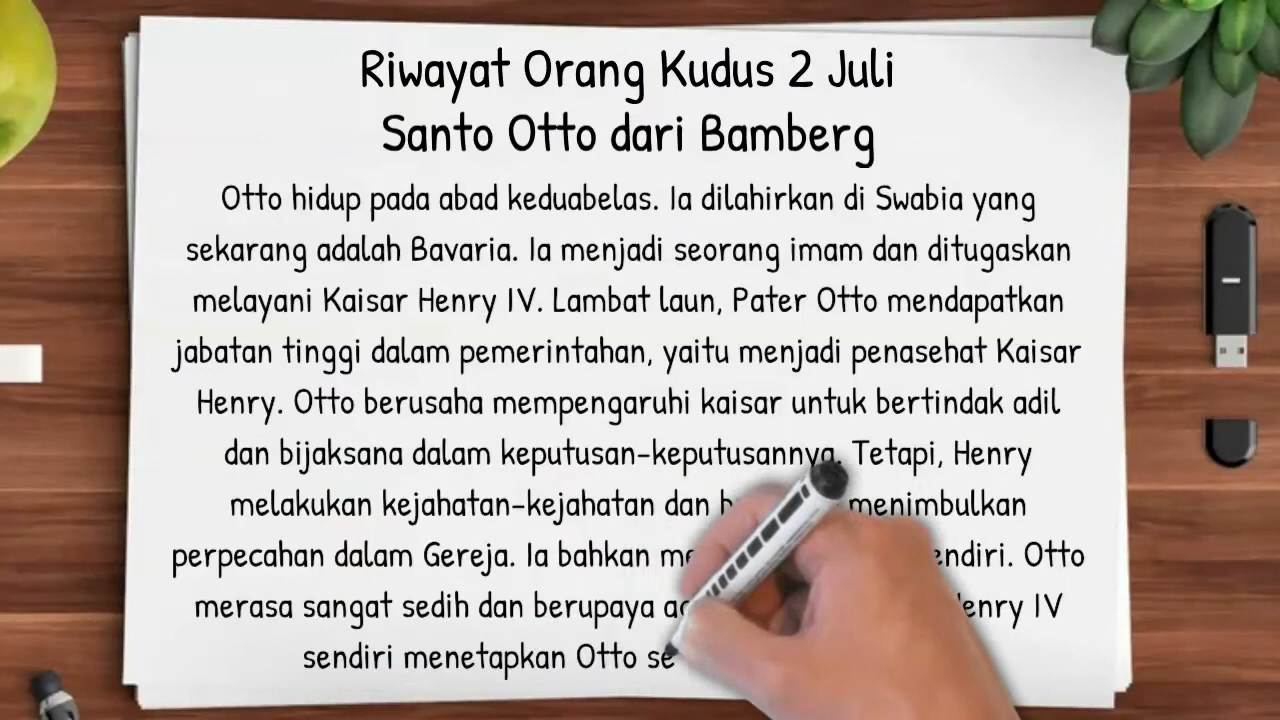 Riwayat Orang Kudus 2 Juli
Santo Otto dari Bamberg
Otto hidup pada abad keduabelas. Ia dilahirkan di Swabia yang
sekarang adalah Bavaria. Ia menjadi seorang imam dan ditugaskan
melayani Kaisar Henry IV. Lambat laun, Pater Otto mendapatkan
jabatan tinggi dalam pemerintahan, yaitu menjadi penasehat Kaisar
Henry. Otto berusaha mempengaruhi kaisar untuk bertindak adil
dan bijaksana dalam keputusan-keputusannya. Tetapi, Henry
melakukan kejahatan-kejahatan dan menimbulkan
perpecahan dalam Gereja. Ia bahkan Otto
merasa sangat sedih dan berupaya IV
sendiri menetapkan Otto